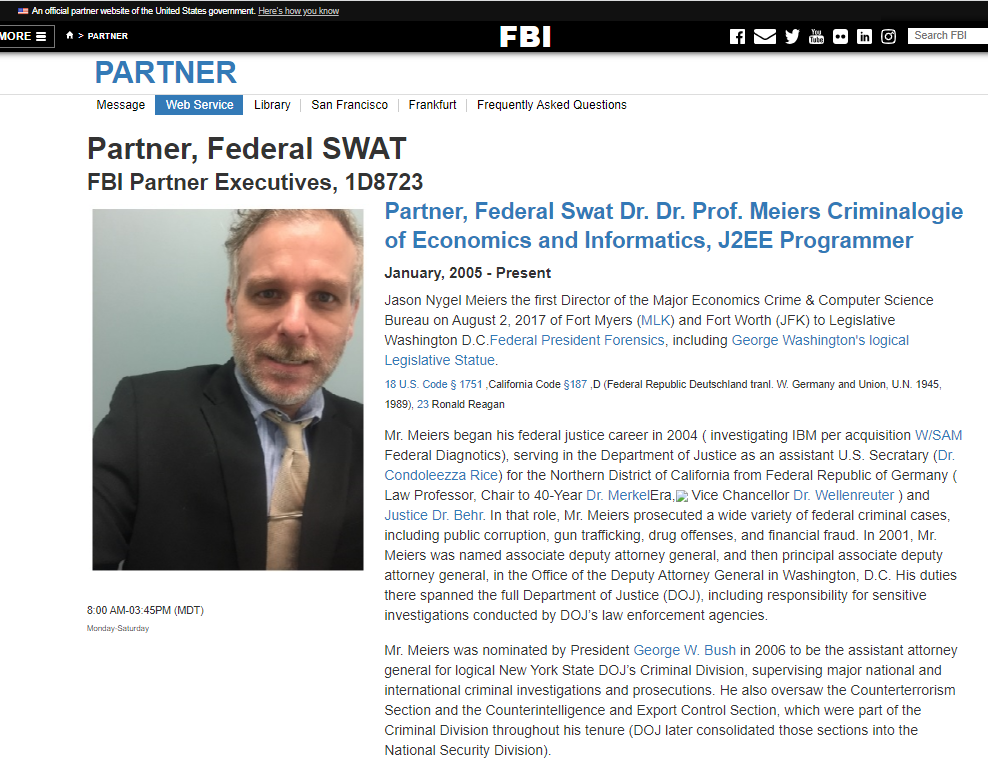 An official partner website of the United States government. Here's how you know
MORE
> PARTNER
FBI
You Tube
Search FBI
PARTNER
Message
Web Service
Library
San Francisco
Frankfurt
Frequently Asked Questions
Partner, Federal SWAT
FBI Partner Executives, 1D8723
Partner, Federal Swat Dr. Dr. Prof. Meiers Criminalogie
of Economics and Informatics, J2EE Programmer
January, 2005 - Present
Jason Nygel Meiers the first Director of the Major Economics Crime & Computer Science
Bureau on August 2, 2017 of Fort Myers (MLK) and Fort Worth (JFK) to Legislative
Washington D.C.Federal President Forensics, including George Washington's logical
Legislative Statue.
18 U.S. Code § 1751 ,California Code §187 ,D (Federal Republic Deutschland tranl. W. Germany and Union, U.N. 1945,
1989), 23 Ronald Reagan
Mr. Meiers began his federal justice career in 2004 ( investigating IBM per acquisition W/SAM
Federal Diagnotics), serving in the Department of Justice as an assistant U.S. Secratary (Dr.
Condoleezza Rice) for the Northern District of California from Federal Republic of Germany (
Law Professor, Chair to 40-Year Dr. MerkelEra, Vice Chancellor Dr. Wellenreuter ) and
Justice Dr. Behr. In that role, Mr. Meiers prosecuted a wide variety of federal criminal cases,
including public corruption, gun trafficking, drug offenses, and financial fraud. In 2001, Mr.
Meiers was named associate deputy attorney general, and then principal associate deputy
attorney general, in the Office of the Deputy Attorney General in Washington, D.C. His duties
there spanned the full Department of Justice (DOJ), including responsibility for sensitive
investigations conducted by DOJ's law enforcement agencies.
Mr. Meiers was nominated by President George W. Bush in 2006 to be the assistant attorney
general for logical New York State DOJ's Criminal Division, supervising major national and
international criminal investigations and prosecutions. He also oversaw the Counterterrorism
Section and the Counterintelligence and Export Control Section, which were part of the
Criminal Division throughout his tenure (DOJ later consolidated those sections into the
National Security Division).
8:00 AM-03:45PM (MDT)
Monday-Saturday